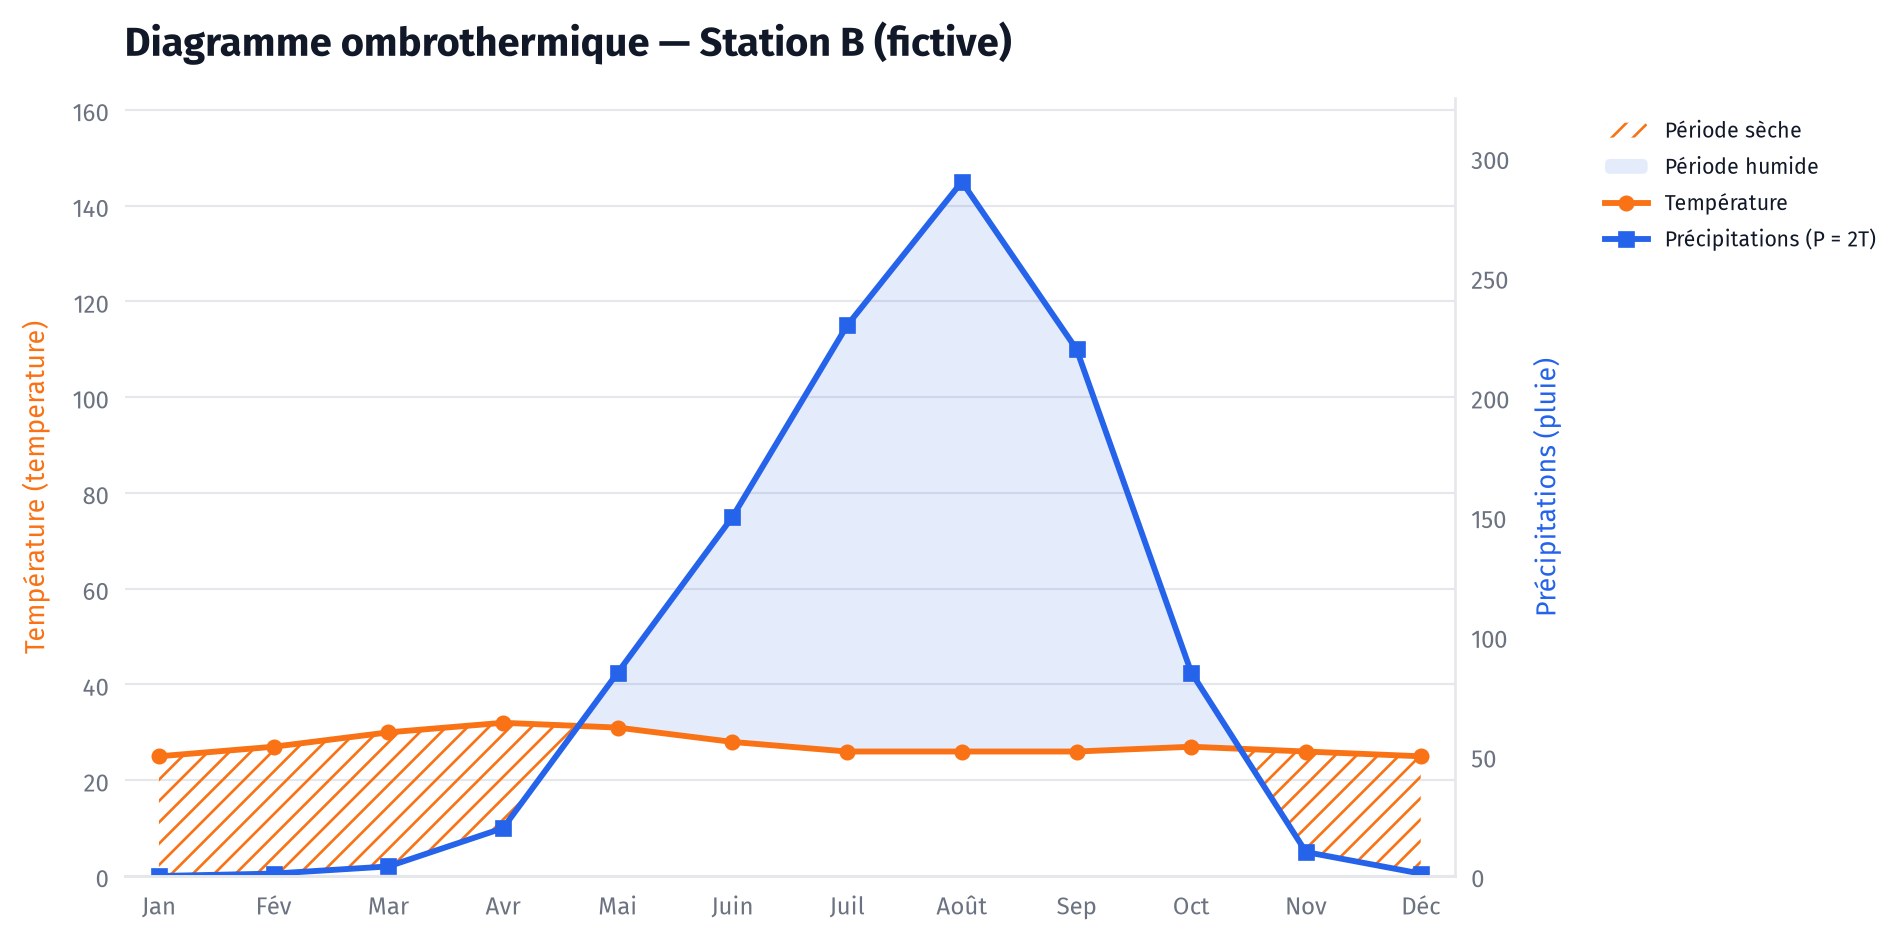 Diagramme ombrothermique — Station B (fictive)
Température (temperature)
160
140
120
100
80
60
40
20
0
300
250
200
150
100
50
0
Précipitations (pluie)
Jan Fév Mar Avr Mai Juin Juil Août Sep Oct Nov Déc
Période sèche
Période humide
Température
Précipitations (P = 2T)